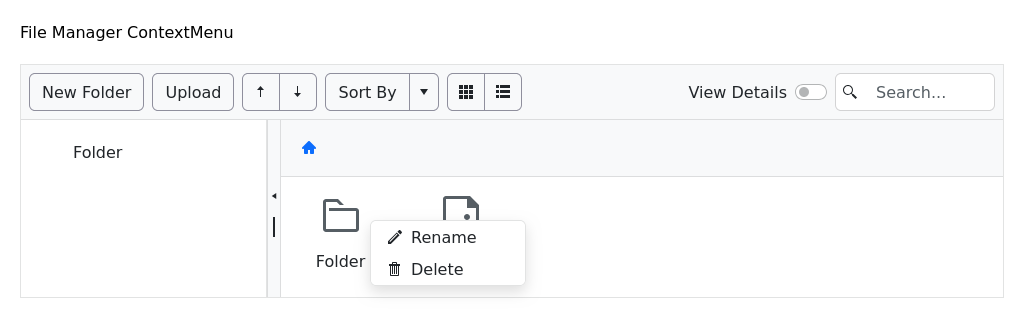 File Manager ContextMenu
New Folder Upload Sort By View Details Search...
Folder
Folder
Rename
Delete